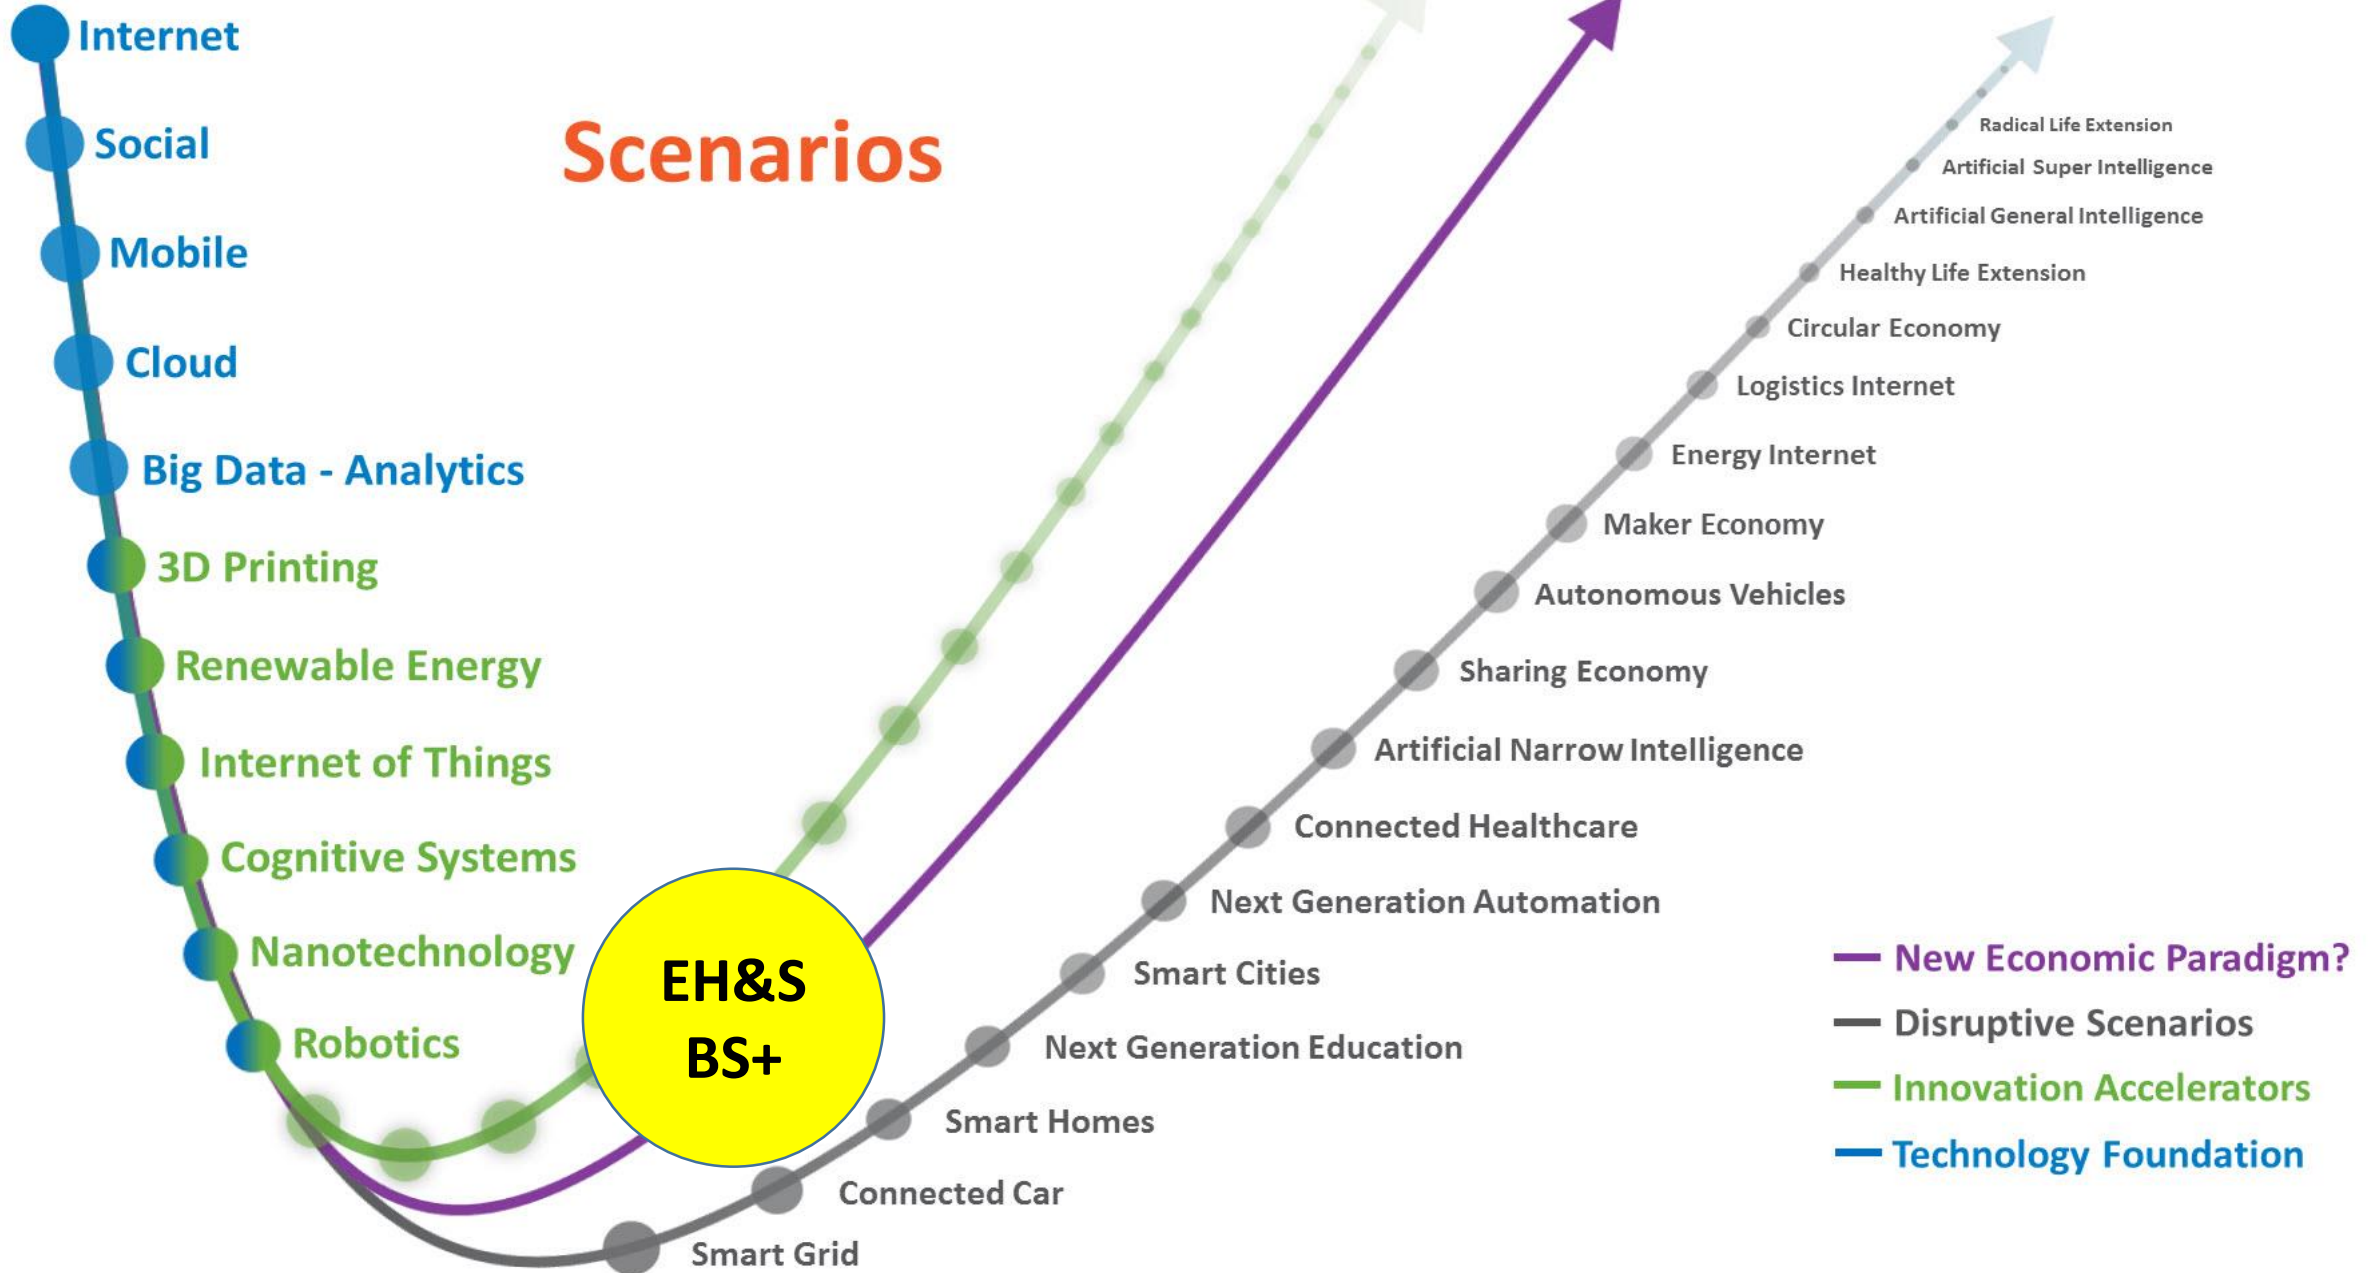 Internet
Social
Mobile
Cloud
Big Data - Analytics
3D Printing
Renewable Energy
Internet of Things
Cognitive Systems
Nanotechnology
Robotics
Scenarios
EH&S
BS+
Radical Life Extension
Artificial Super Intelligence
Artificial General Intelligence
Healthy Life Extension
Circular Economy
Logistics Internet
Energy Internet
Maker Economy
Autonomous Vehicles
Sharing Economy
Artificial Narrow Intelligence
Connected Healthcare
Next Generation Automation
Smart Cities
Next Generation Education
Smart Homes
Connected Car
Smart Grid
New Economic Paradigm?
Disruptive Scenarios
Innovation Accelerators
Technology Foundation